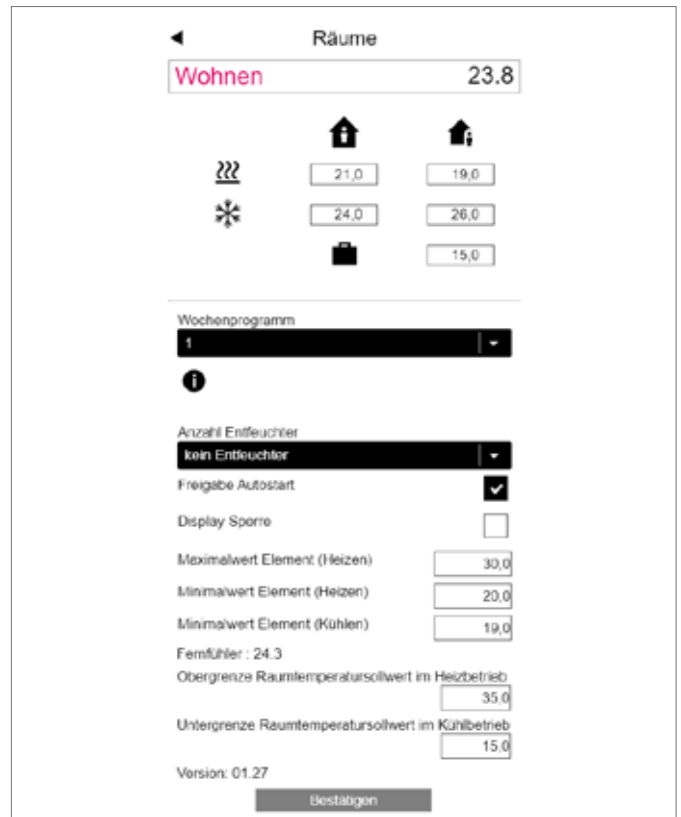 Räume
Wohnen 23.8
21,0 19,0
24,0 26,0
15,0
Wochenprogramm
1
Anzahl Entfeuchter
kein Entfeuchter
Freigabe Autostart
Display Sperre
Maximalwert Element (Heizen) 30,0
Minimalwert Element (Heizen) 20,0
Minimalwert Element (Kühlen) 19,0
Fernfühler : 24.3
Obergrenze Raumtemperatursollwert im Heizbetrieb
35,0
Untergrenze Raumtemperatursollwert im Kühlbetrieb
15,0
Version: 01.27
Bestätigen